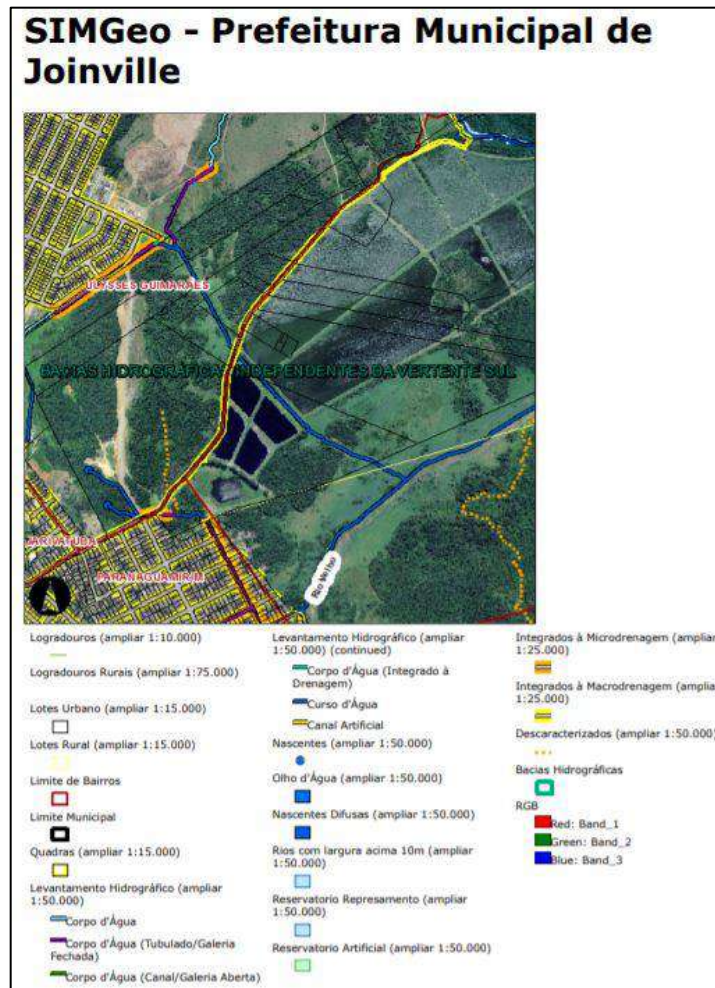 SIMGeo - Prefeitura Municipal de
Joinville
ULYSSES GUIMARAES
BACIAS HIDROGRÁFICAS INDEPENDENTES DA VERTENTE SUL
JARIVATUBA
PARANAGUAMIRIM
Rio Velho
Logradouros (ampliar 1:10.000)
Logradouros Rurais (ampliar 1:75.000)
Lotes Urbano (ampliar 1:15.000)
Lotes Rural (ampliar 1:15.000)
Limite de Bairros
Limite Municipal
Quadras (ampliar 1:15.000)
Levantamento Hidrográfico (ampliar
1:50.000)
Corpo d'Água
Corpo d'Água (Tubulado/Galeria
Fechada)
Corpo d'Água (Canal/Galeria Aberta)
Levantamento Hidrográfico (ampliar
1:50.000) (continued)
Corpo d'Água (Integrado à
Drenagem)
Curso d'Água
Canal Artificial
Nascentes (ampliar 1:50.000)
Olho d'Água (ampliar 1:50.000)
Nascentes Difusas (ampliar 1:50.000)
Rios com largura acima 10m (ampliar
1:50.000)
Reservatorio Represamento (ampliar
1:50.000)
Reservatorio Artificial (ampliar 1:50.000)
Integrados à Microdrenagem (ampliar
1:25.000)
Integrados à Macrodrenagem (ampliar
1:25.000)
Descaracterizados (ampliar 1:50.000)
Bacias Hidrográficas
RGB
Red: Band_1
Green: Band_2
Blue: Band_3